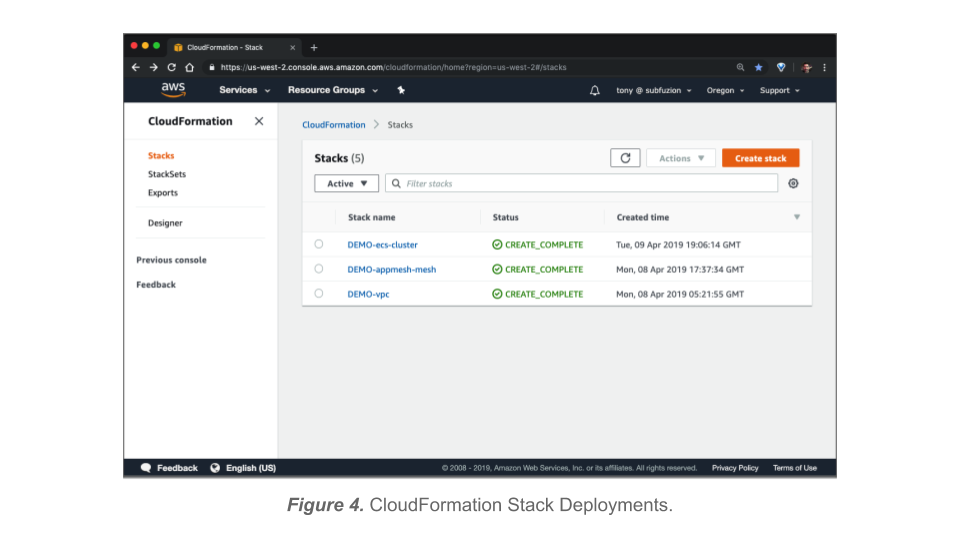 CloudFormation - Stack
https://us-west-2.console.aws.amazon.com/cloudformation/home?region=us-west-2#/stacks
aws Services Resource Groups tony @ subfuzion Oregon Support
CloudFormation
Stacks
StackSets
Exports
Designer
Previous console
Feedback
CloudFormation > Stacks
Stacks (5)
Actions Create stack
Active Filter stacks
Stack name Status Created time
DEMO-ecs-cluster CREATE_COMPLETE Tue, 09 Apr 2019 19:06:14 GMT
DEMO-appmesh-mesh CREATE_COMPLETE Mon, 08 Apr 2019 17:37:34 GMT
DEMO-vpc CREATE_COMPLETE Mon, 08 Apr 2019 05:21:55 GMT
Feedback English (US) © 2008 - 2019, Amazon Web Services, Inc. or its affiliates. All rights reserved. Privacy Policy Terms of Use
Figure 4. CloudFormation Stack Deployments.